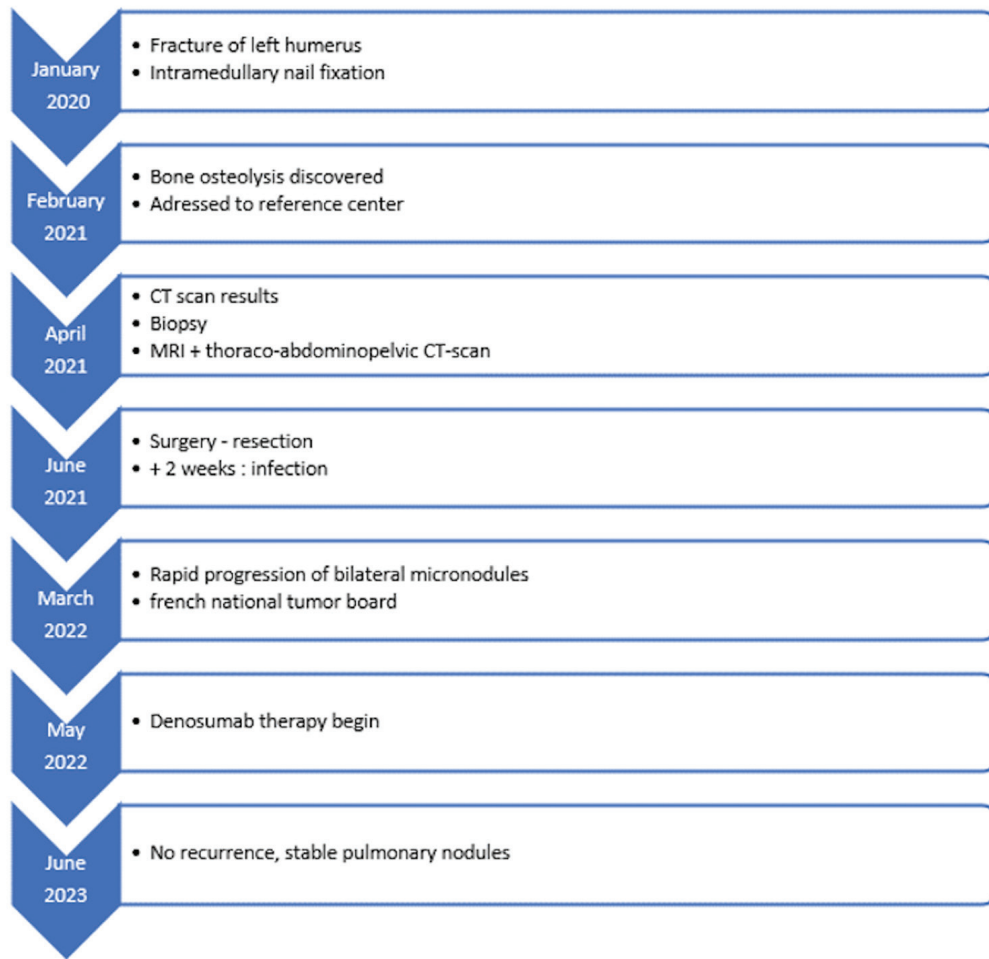 January
2020
• Fracture of left humerus
• Intramedullary nail fixation
February
2021
• Bone osteolysis discovered
• Adressed to reference center
April
2021
• CT scan results
• Biopsy
• MRI + thoraco-abdominopelvic CT-scan
June
2021
• Surgery - resection
• + 2 weeks : infection
March
2022
• Rapid progression of bilateral micronodules
• french national tumor board
May
2022
• Denosumab therapy begin
June
2023
• No recurrence, stable pulmonary nodules